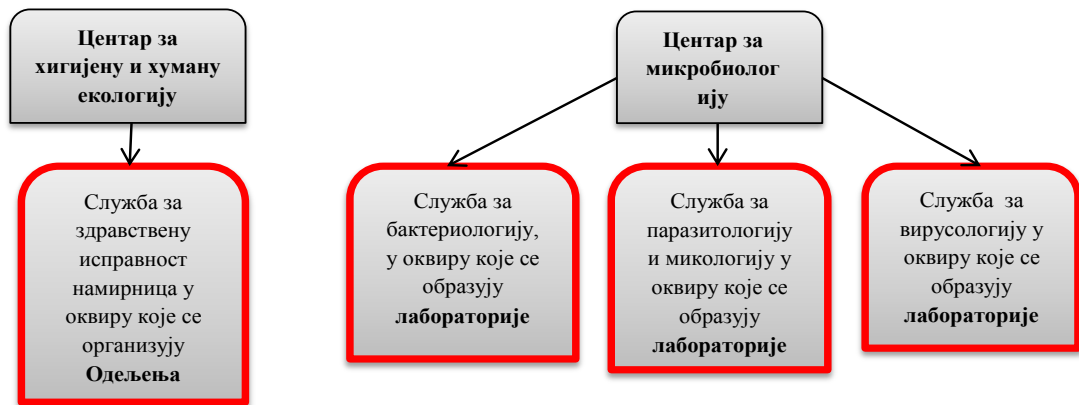 Центар за
хигијену и хуману
екологију
Центар за
микробиолог
ију
Служба за
здравствену
исправност
намирница у
оквиру које се
организују
Одељења
Служба за
бактериологију,
у оквиру које се
образују
лабораторије
Служба за
паразитологију
и микологију у
оквиру које се
образују
лабораторије
Служба за
вирусологију у
оквиру које се
образују
лабораторије